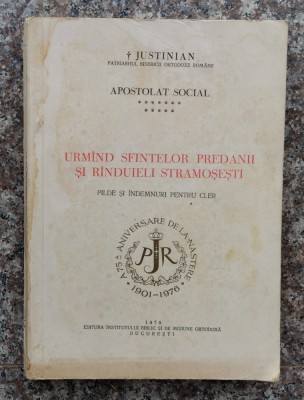 † JUSTINIAN
PATRIARHUL BISERICII ORTODOXE ROMÂNE
APOSTOLAT SOCIAL
* * * * * * *
* * * * *
URMÎND SFINTELOR PREDANII
ȘI RÎNDUIELI STRAMOȘEȘTI
PILDE ȘI ÎNDEMNURI PENTRU CLER
A 75-A ANIVERSARE DE LA NAȘTERE
PJR
1901-1976
1976
EDITURA INSTITUTULUI BIBLIC ȘI DE MISIUNE ORTODOXĂ
BUCUREȘTI